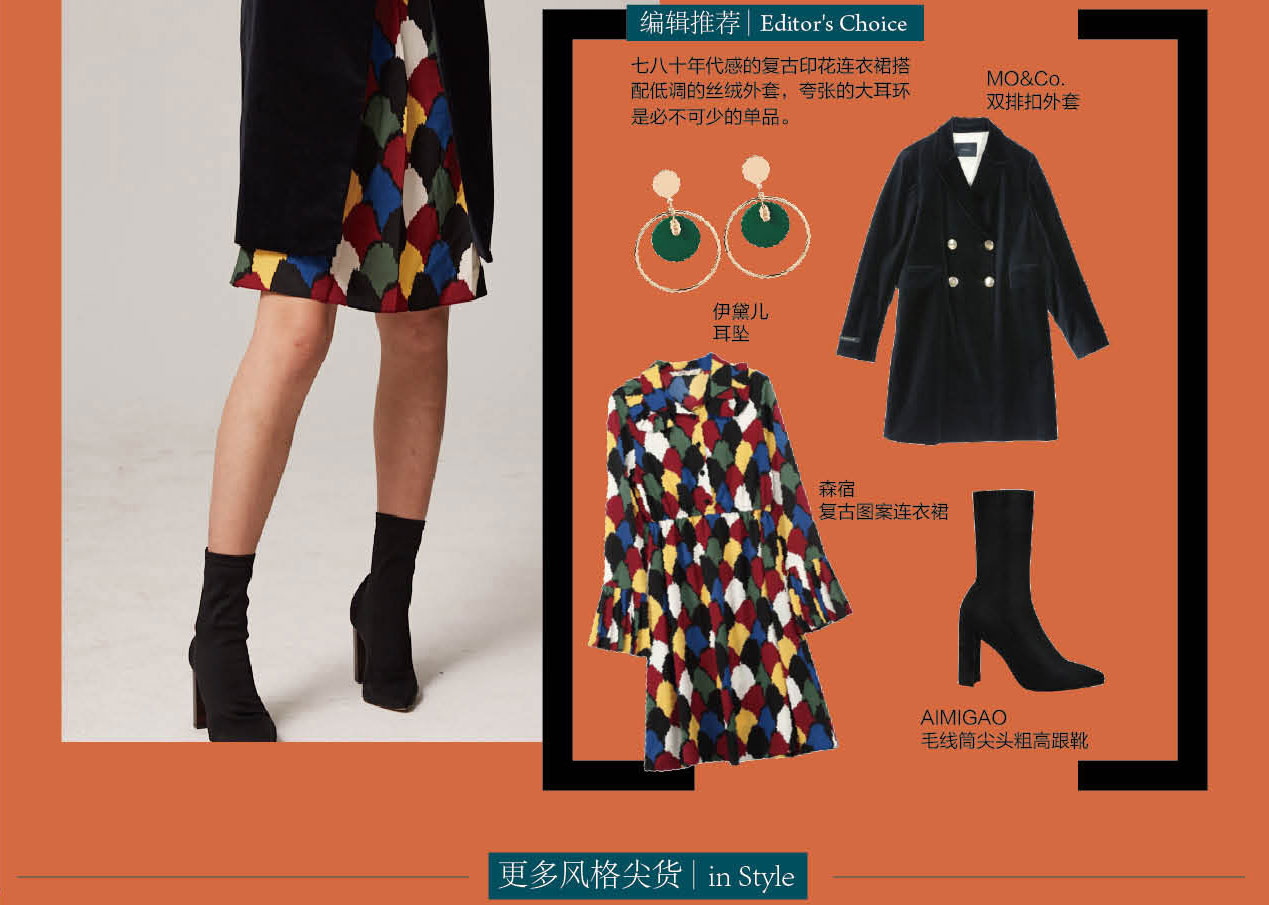 编辑推荐 | Editor's Choice
七八十年代感的复古印花连衣裙搭
配低调的丝绒外套，夸张的大耳环
是必不可少的单品。
MO&Co.
双排扣外套
伊黛儿
耳坠
森宿
复古图案连衣裙
AIMIGAO
毛线筒尖头粗高跟靴
更多风格尖货 | in Style